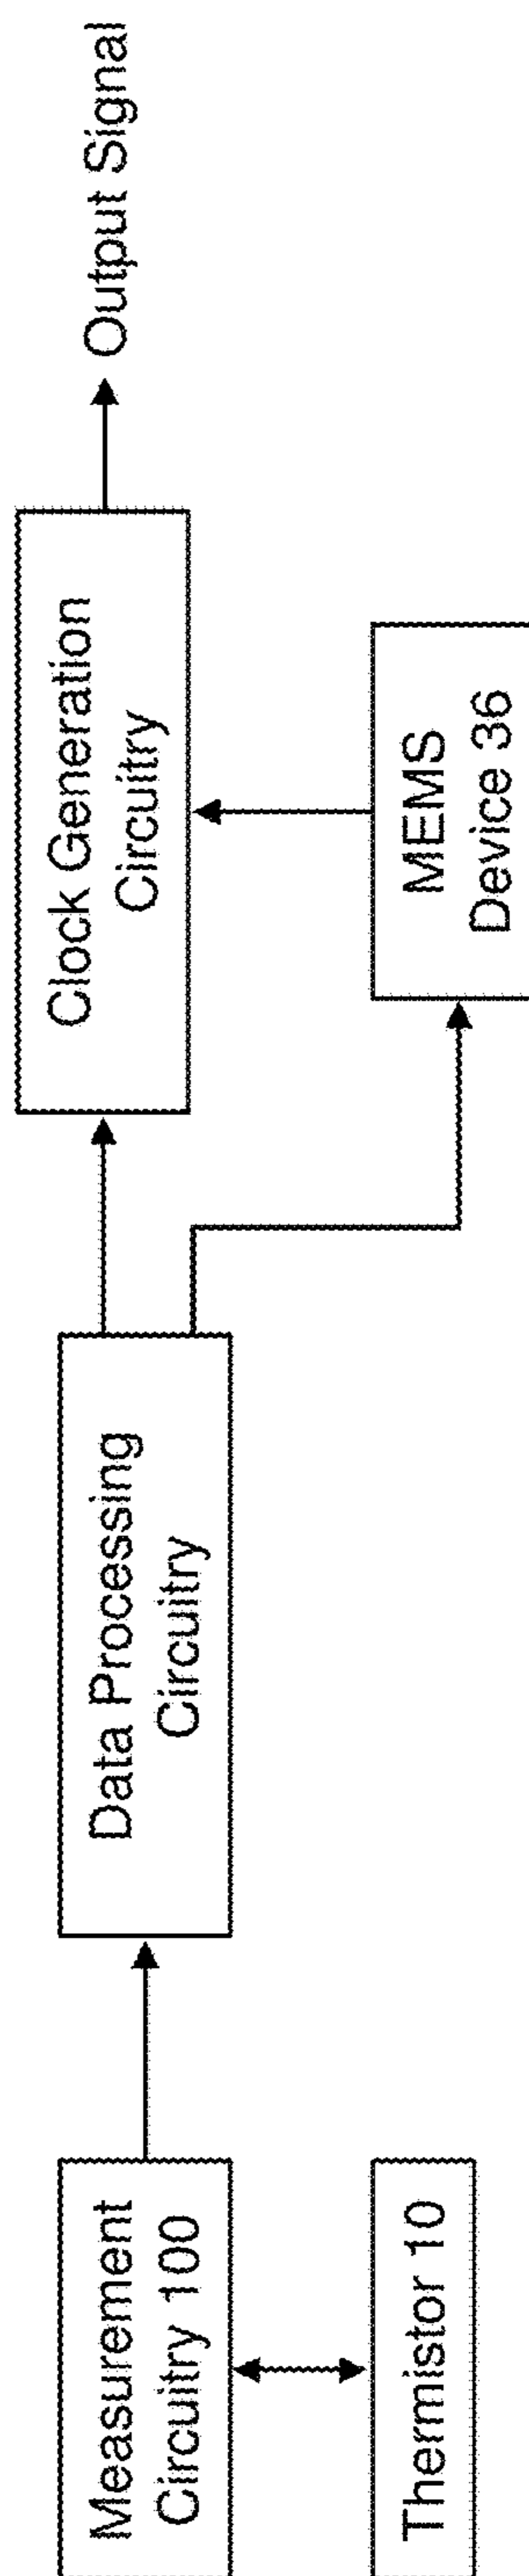 Measurement
Circuitry 100
Thermistor 10
Data Processing
Circuitry
Clock Generation
Circuitry
MEMS
Device 36
Output Signal